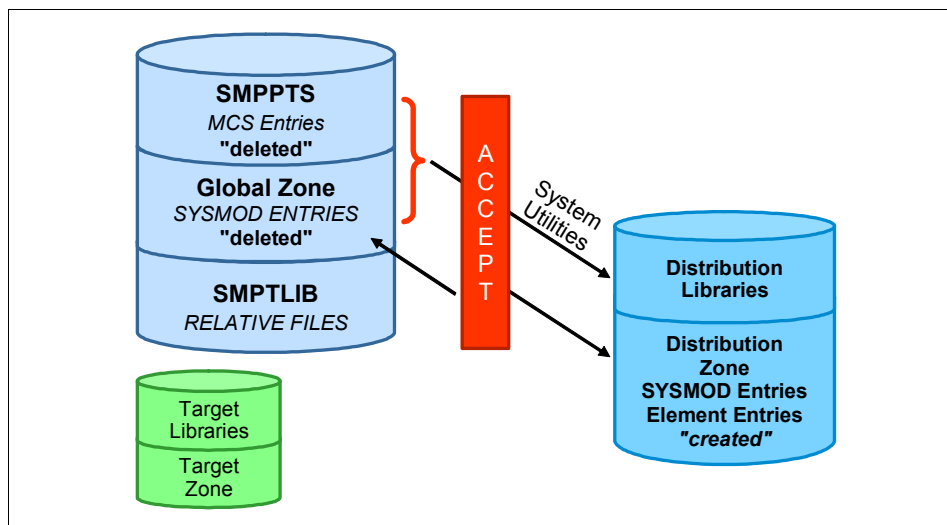 SMPPTS
MCS Entries
"deleted"
Global Zone
SYSMOD ENTRIES
"deleted"
SMPTLIB
RELATIVE FILES
ACCEPT
System
Utilities
Distribution
Libraries
Distribution
Zone
SYSMOD Entries
Element Entries
"created"
Target
Libraries
Target
Zone